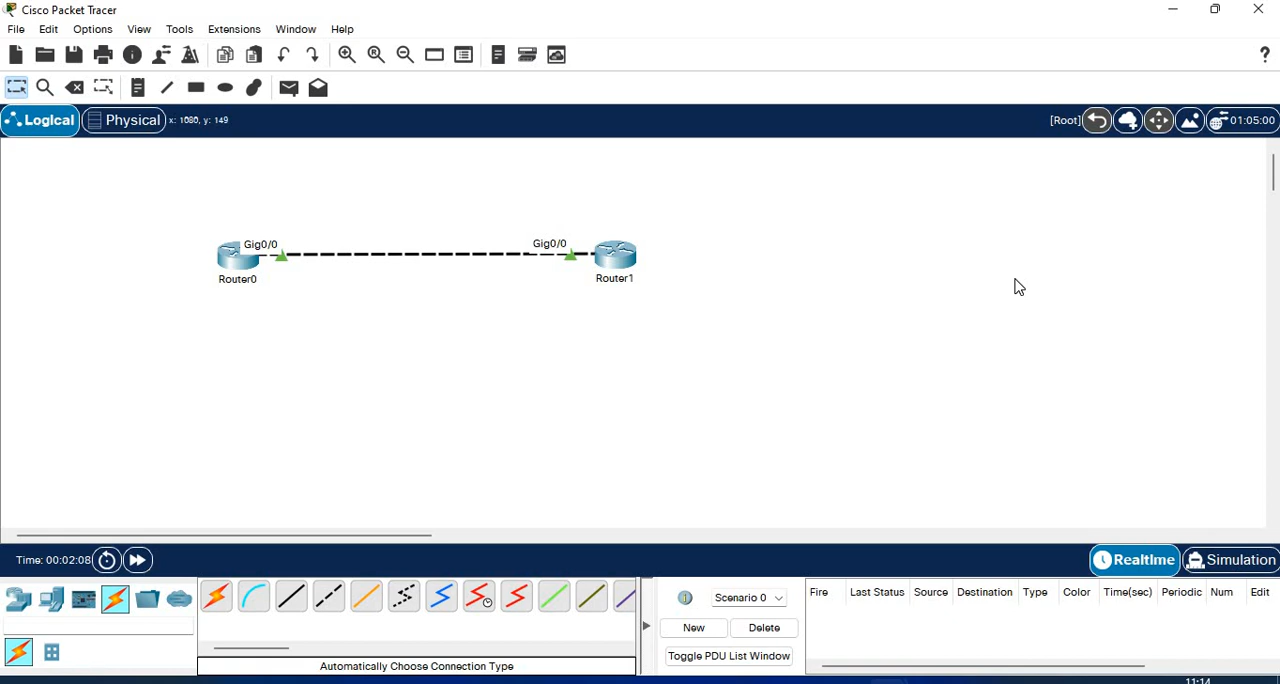 Cisco Packet Tracer
File Edit Options View Tools Extensions Window Help
?
Logical Physical x: 1080, y: 149 [Root] 01:05:00
Gig0/0 Gig0/0
Router0 Router1
Time: 00:02:08 Realtime Simulation
Fire Last Status Source Destination Type Color Time(sec) Periodic Num Edit
Scenario 0
New Delete
Toggle PDU List Window
Automatically Choose Connection Type